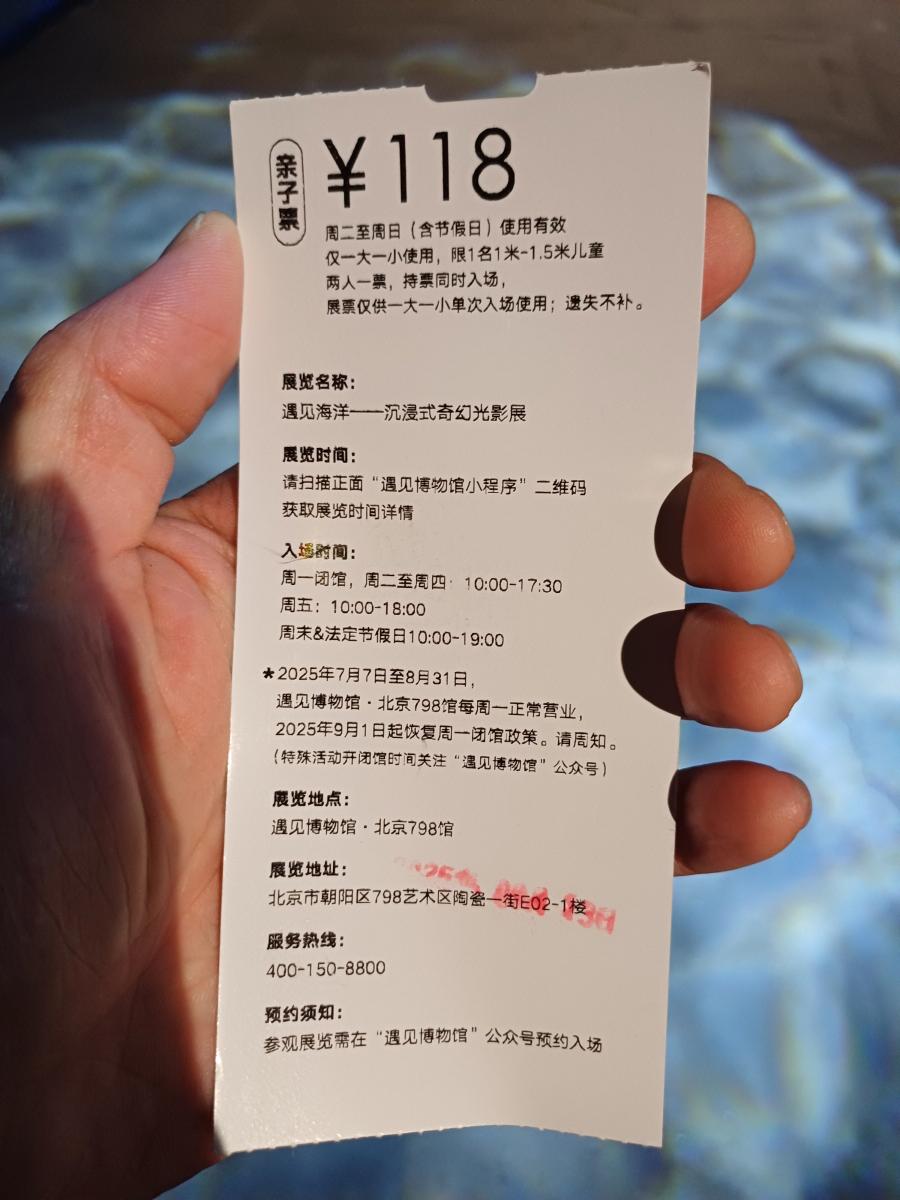 亲子票
¥118
周二至周日（含节假日）使用有效
仅一大一小使用，限1名1米-1.5米儿童
两人一票，持票同时入场，
展票仅供一大一小单次入场使用；遗失不补。
展览名称：
遇见海洋——沉浸式奇幻光影展
展览时间：
请扫描正面“遇见博物馆小程序”二维码
获取展览时间详情
入场时间：
周一闭馆，周二至周四：10:00-17:30
周五：10:00-18:00
周末&法定节假日10:00-19:00
*2025年7月7日至8月31日，
遇见博物馆·北京798馆每周一正常营业，
2025年9月1日起恢复周一闭馆政策。请周知。
（特殊活动开闭馆时间关注“遇见博物馆”公众号）
展览地点：
遇见博物馆·北京798馆
展览地址：
北京市朝阳区798艺术区陶瓷一街E02-1楼
服务热线：
400-150-8800
预约须知：
参观展览需在“遇见博物馆”公众号预约入场